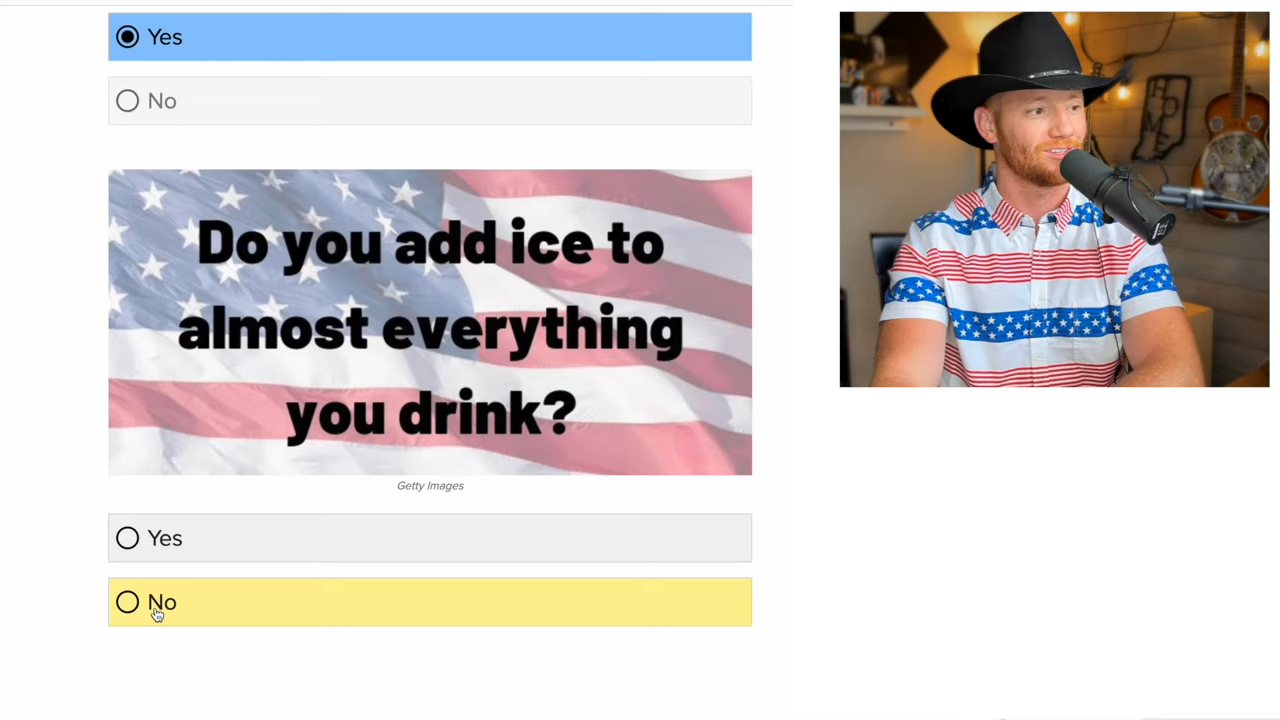 Yes
No
Do you add ice to
almost everything
you drink?
Getty Images
Yes
No